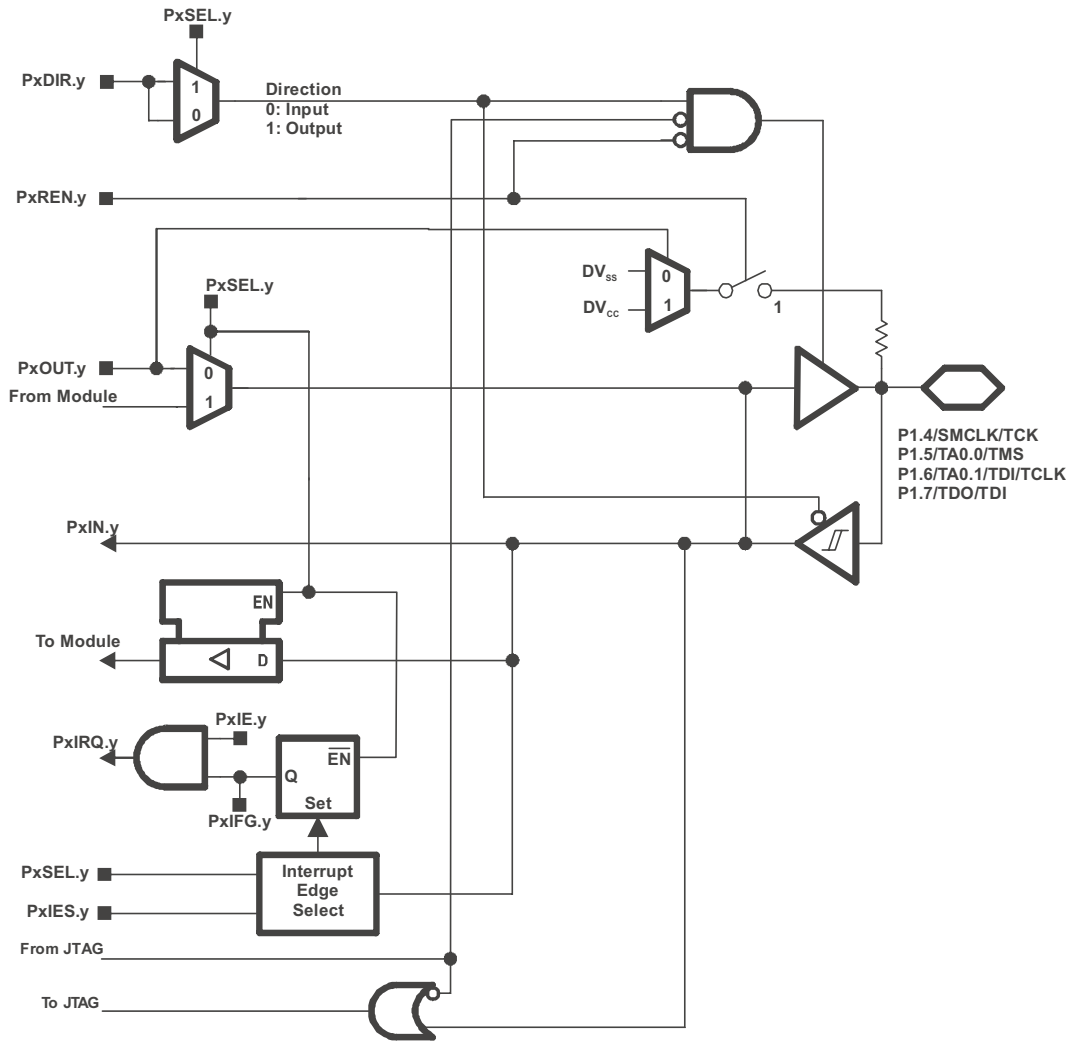 PxSEL.y
PxDIR.y
1
0
Direction
0: Input
1: Output
PxREN.y
DVss
0
DVcc
1
1
PxSEL.y
PxOUT.y
0
From Module
1
P1.4/SMCLK/TCK
P1.5/TA0.0/TMS
P1.6/TA0.1/TDI/TCLK
P1.7/TDO/TDI
PxIN.y
EN
To Module
D
PxIE.y
PxIRQ.y
EN
Q
Set
PxIFG.y
PxSEL.y
Interrupt
Edge
Select
PxIES.y
From JTAG
To JTAG